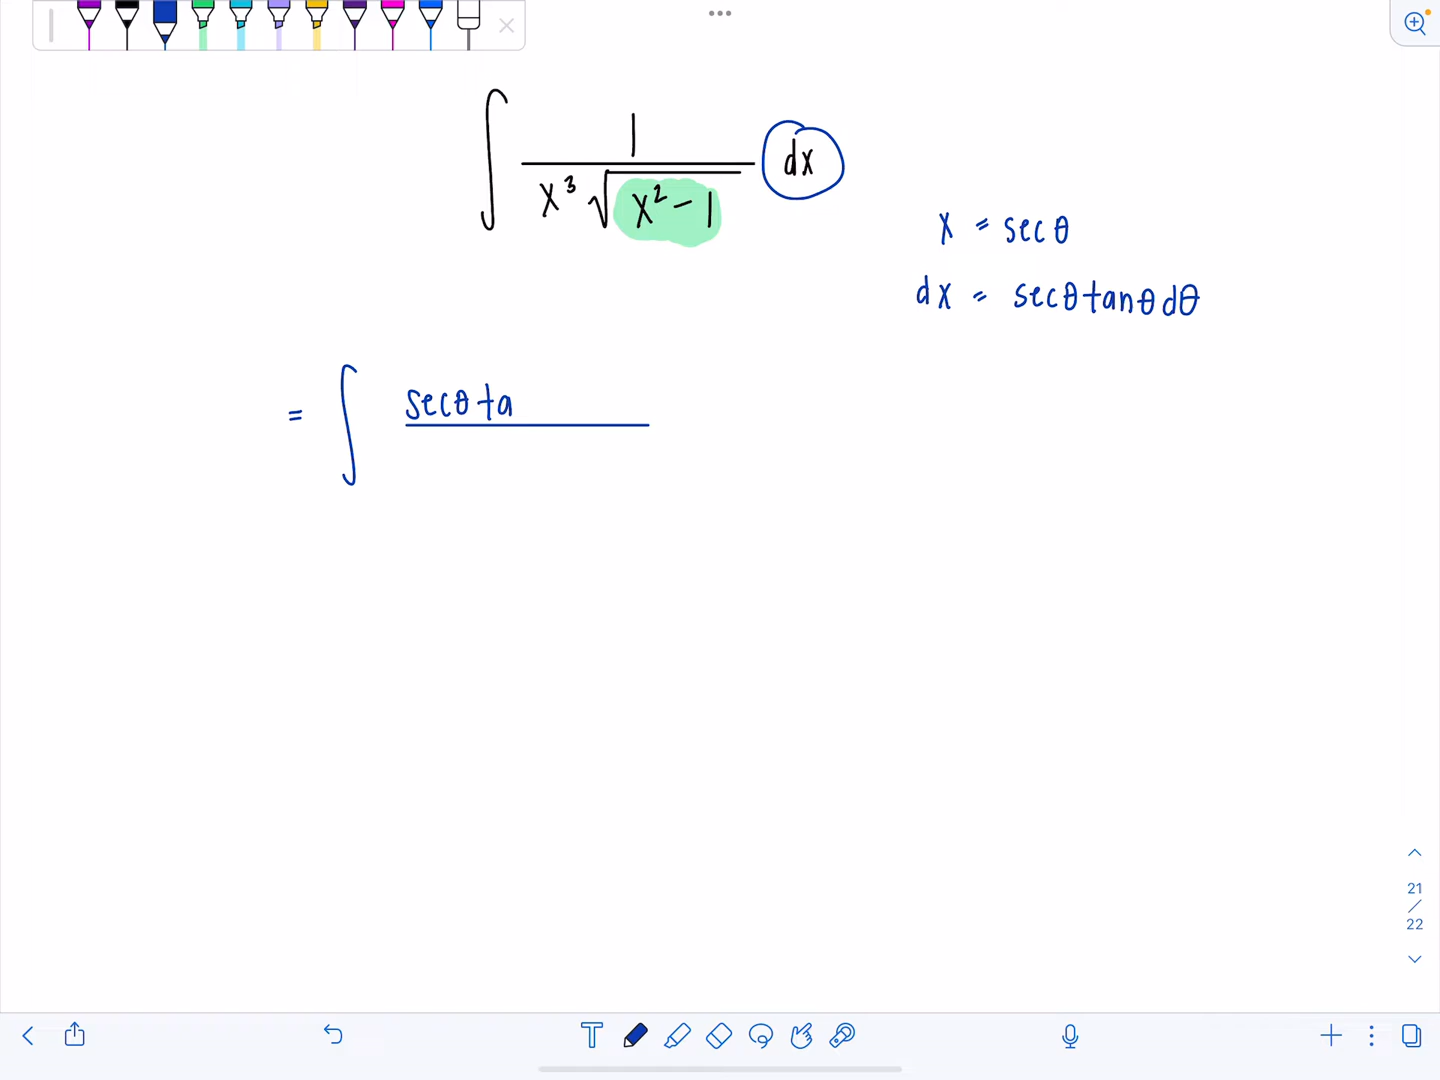 ∫ 1 / (x³ √(x² − 1)) dx
x = secθ
dx = secθtanθdθ
= ∫ secθta
21
/
22